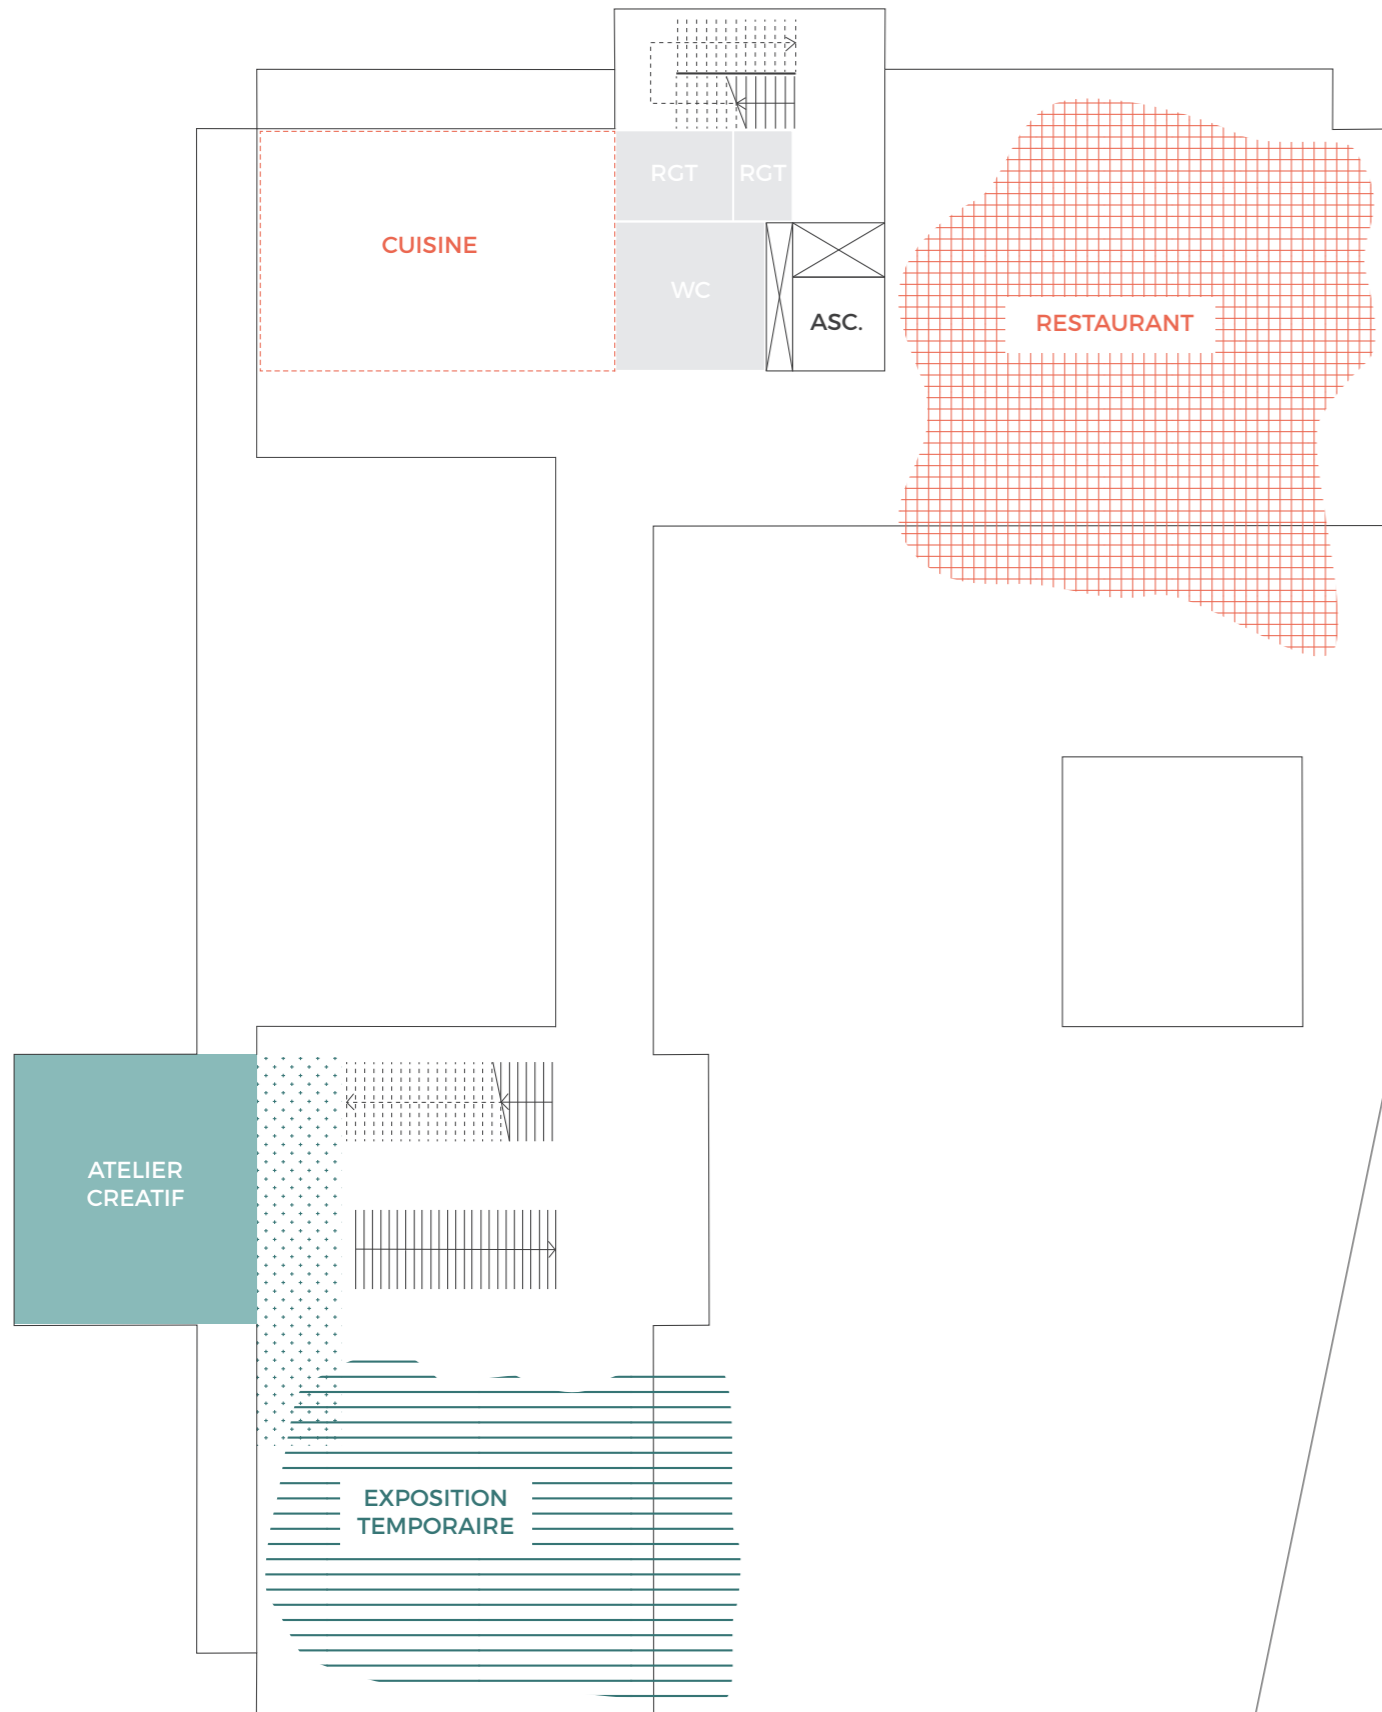 RGT
RGT
CUISINE
WC
ASC.
RESTAURANT
ATELIER
CREATIF
EXPOSITION
TEMPORAIRE